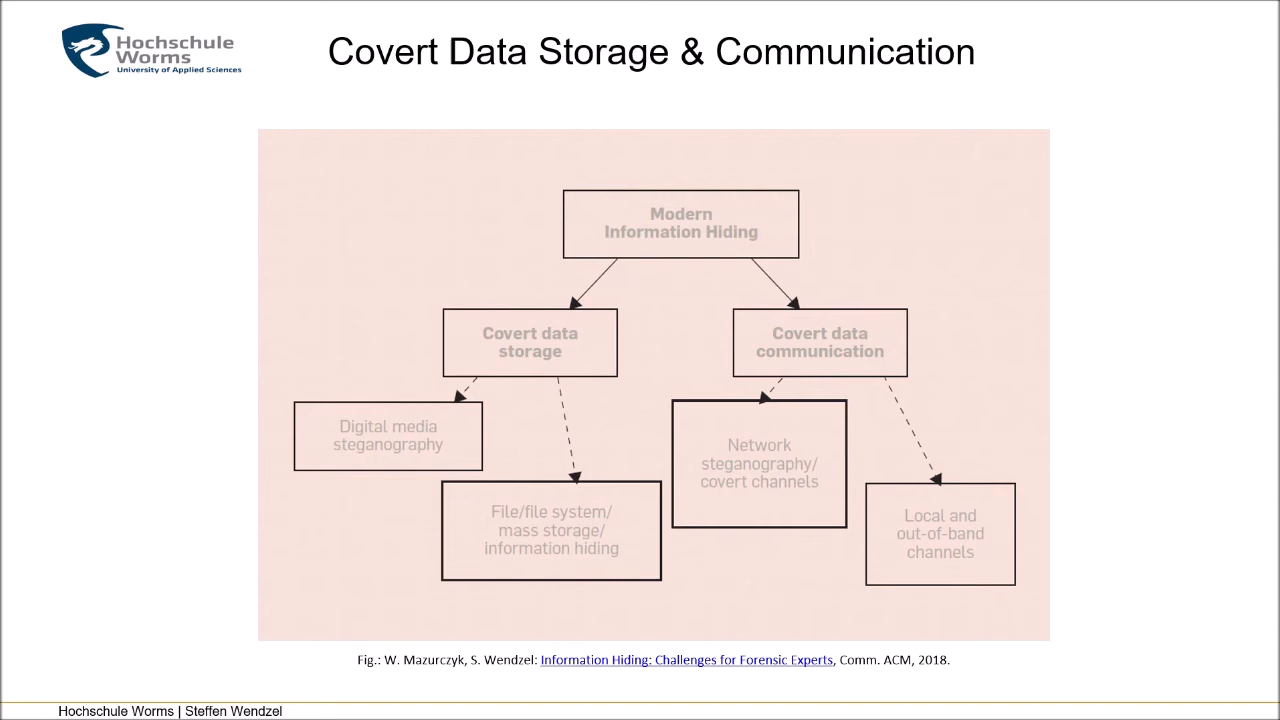 Hochschule
Worms
University of Applied Sciences
Covert Data Storage & Communication
Modern
Information Hiding
Covert data
storage
Covert data
communication
Digital media
steganography
File/file system/
mass storage/
information hiding
Network
steganography/
covert channels
Local and
out-of-band
channels
Fig.: W. Mazurczyk, S. Wendzel: Information Hiding: Challenges for Forensic Experts, Comm. ACM, 2018.
Hochschule Worms | Steffen Wendzel